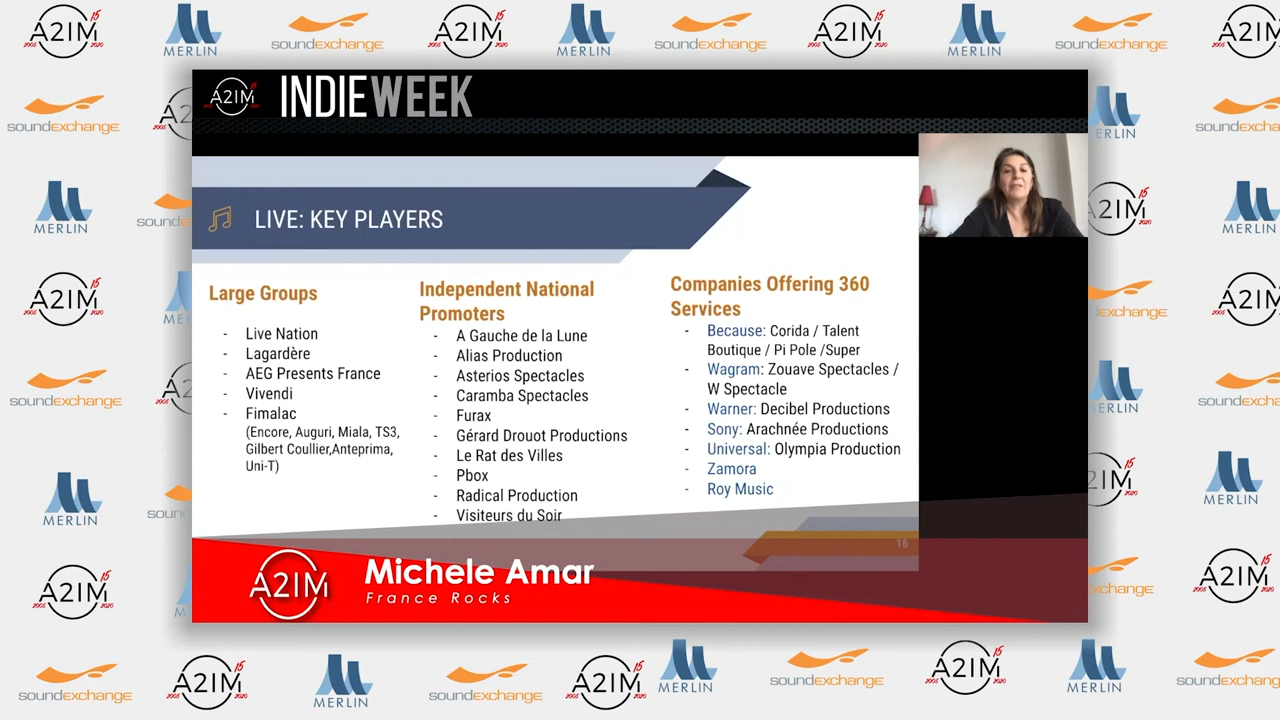 A2IM 15 2005 2020
MERLIN
soundexchange
A2IM
INDIEWEEK
LIVE: KEY PLAYERS
Large Groups
- Live Nation
- Lagardère
- AEG Presents France
- Vivendi
- Fimalac
(Encore, Auguri, Miala, TS3,
Gilbert Coullier,Anteprima,
Uni-T)
Independent National
Promoters
- A Gauche de la Lune
- Alias Production
- Asterios Spectacles
- Caramba Spectacles
- Furax
- Gérard Drouot Productions
- Le Rat des Villes
- Pbox
- Radical Production
- Visiteurs du Soir
Companies Offering 360
Services
- Because: Corida / Talent
Boutique / Pi Pole /Super
- Wagram: Zouave Spectacles /
W Spectacle
- Warner: Decibel Productions
- Sony: Arachnée Productions
- Universal: Olympia Production
- Zamora
- Roy Music
16
A2IM
Michele Amar
France Rocks